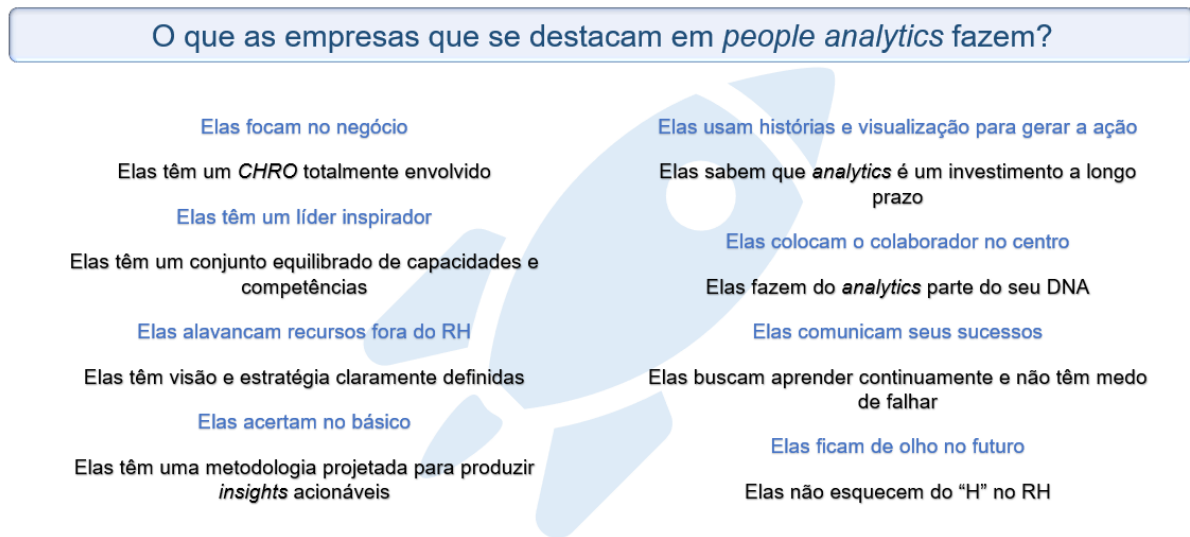 O que as empresas que se destacam em people analytics fazem?
Elas focam no negócio
Elas têm um CHRO totalmente envolvido
Elas têm um líder inspirador
Elas têm um conjunto equilibrado de capacidades e
competências
Elas alavancam recursos fora do RH
Elas têm visão e estratégia claramente definidas
Elas acertam no básico
Elas têm uma metodologia projetada para produzir
insights acionáveis
Elas usam histórias e visualização para gerar a ação
Elas sabem que analytics é um investimento a longo
prazo
Elas colocam o colaborador no centro
Elas fazem do analytics parte do seu DNA
Elas comunicam seus sucessos
Elas buscam aprender continuamente e não têm medo
de falhar
Elas ficam de olho no futuro
Elas não esquecem do “H” no RH